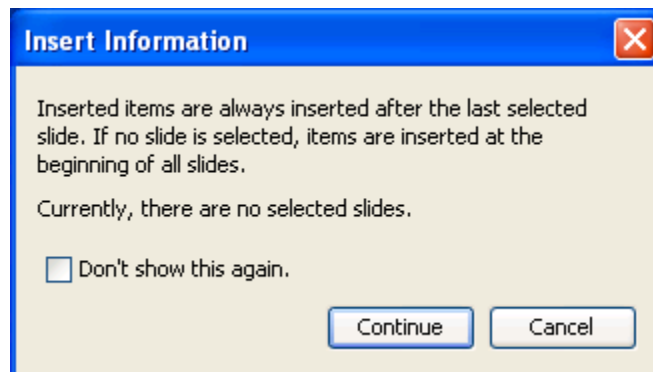 Insert Information
Inserted items are always inserted after the last selected
slide. If no slide is selected, items are inserted at the
beginning of all slides.
Currently, there are no selected slides.
Don't show this again.
Continue Cancel